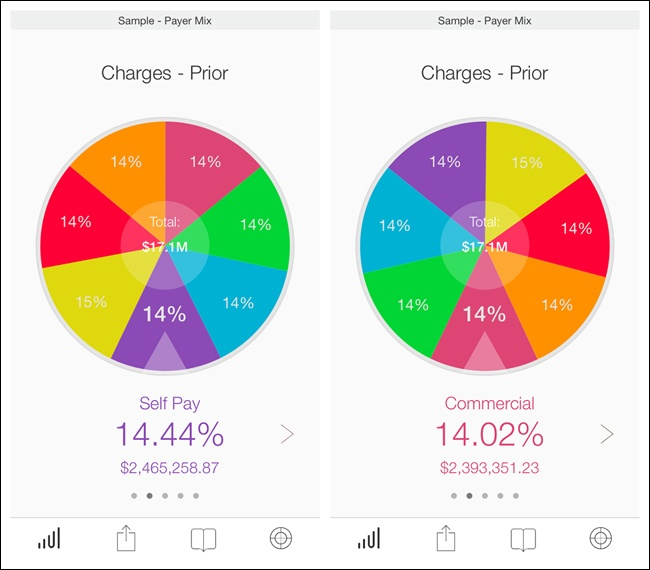 Sample - Payer Mix
Charges - Prior
14%
14%
14%
14%
Total:
$17.1M
15%
14%
14%
Self Pay
14.44%
$2,465,258.87
Sample - Payer Mix
Charges - Prior
14%
15%
14%
Total:
$17.1M
14%
14%
14%
14%
Commercial
14.02%
$2,393,351.23